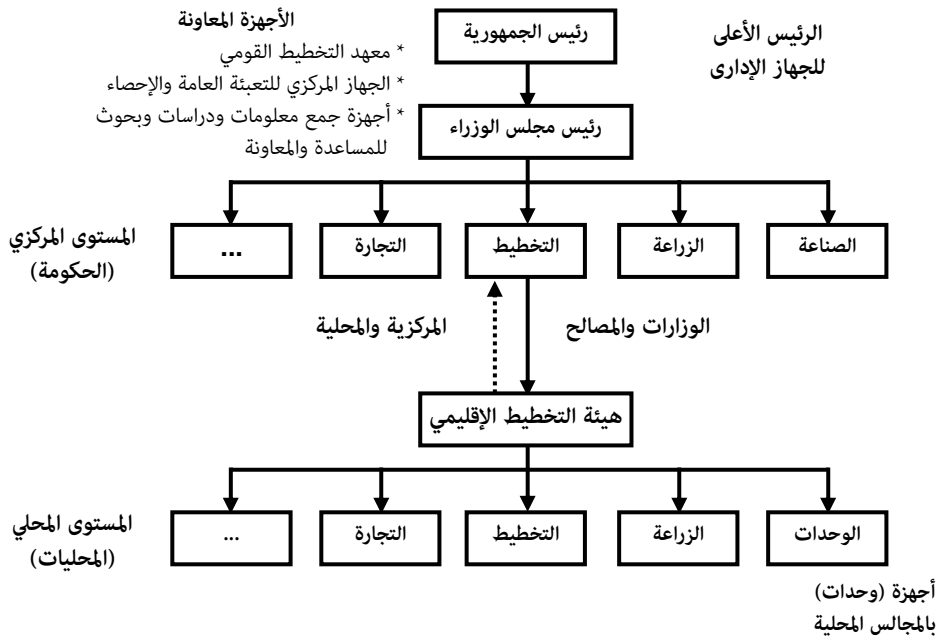 الرئيس الأعلى
للجهاز الإدارى
رئيس الجمهورية
الأجهزة المعاونة
* معهد التخطيط القومي
* الجهاز المركزي للتعبئة العامة والإحصاء
* أجهزة جمع معلومات ودراسات وبحوث
للمساعدة والمعاونة
رئيس مجلس الوزراء
الصناعة
الزراعة
التخطيط
التجارة
...
المستوى المركزي
(الحكومة)
الوزارات والمصالح
المركزية والمحلية
هيئة التخطيط الإقليمي
الوحدات
الزراعة
التخطيط
التجارة
...
المستوى المحلي
(المحليات)
أجهزة (وحدات)
بالمجالس المحلية